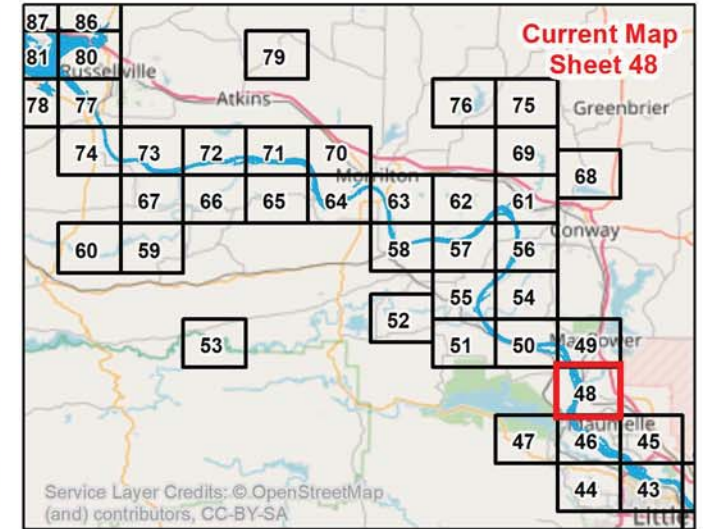 87 86
Current Map
Sheet 48
81 80 79
Russellville
78 77 Atkins 76 75 Greenbrier
74 73 72 71 70 69
Morrilton 68
67 66 65 64 63 62 61
Conway
60 59 58 57 56
55 54
53 52 51 50 49
48
Maumelle
47 46 45
44 43
Little
Service Layer Credits: © OpenStreetMap
(and) contributors, CC-BY-SA